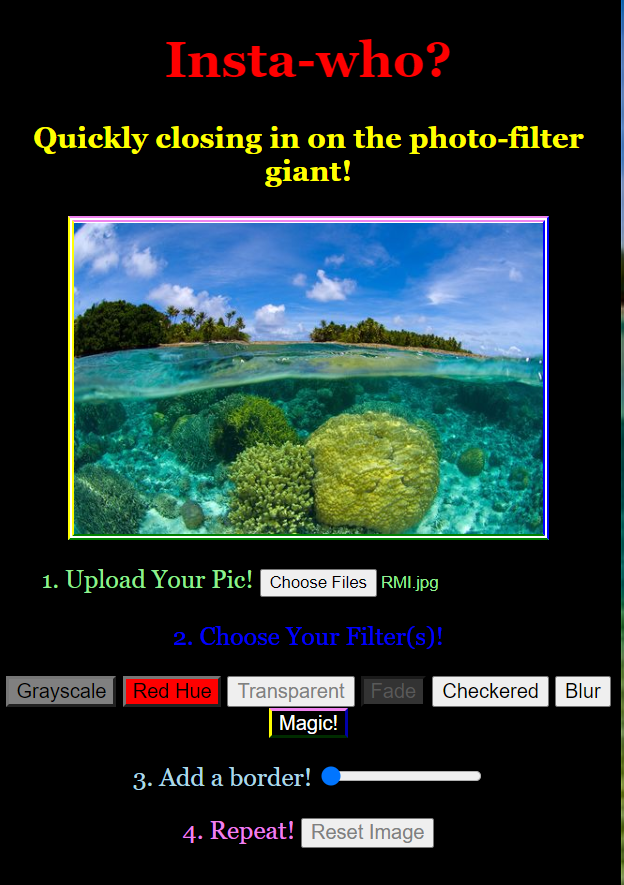 Insta-who?
Quickly closing in on the photo-filter
giant!
1. Upload Your Pic! Choose Files RMI.jpg
2. Choose Your Filter(s)!
Grayscale Red Hue Transparent Fade Checkered Blur
Magic!
3. Add a border!
4. Repeat! Reset Image